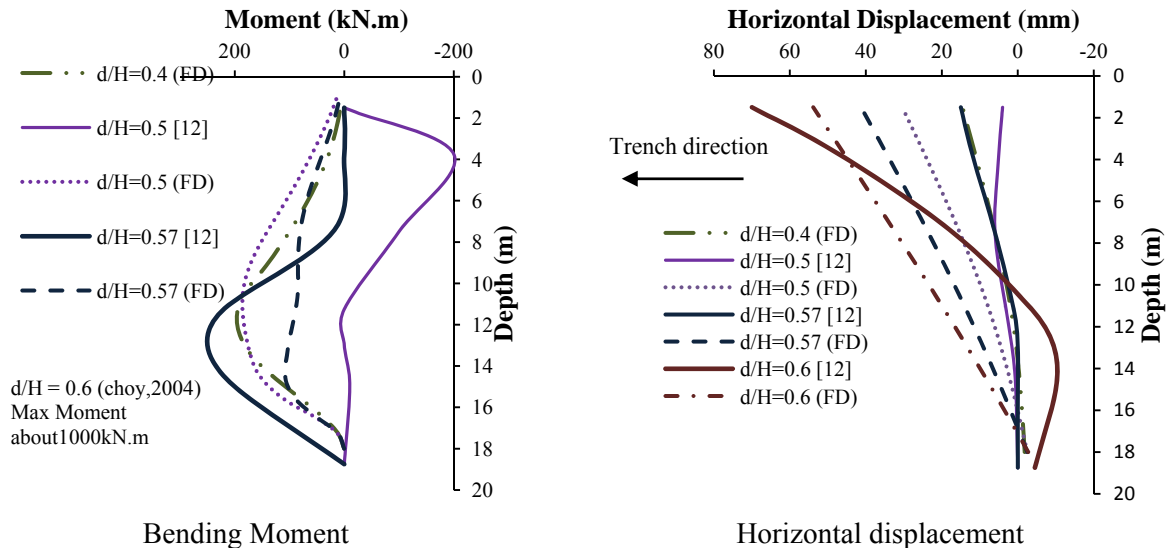 Moment (kN.m)
200
0
-200
0
2
4
6
8
10
12
14
16
18
20
Depth (m)
d/H=0.4 (FD)
d/H=0.5 [12]
d/H=0.5 (FD)
d/H=0.57 [12]
d/H=0.57 (FD)
d/H = 0.6 (choy,2004)
Max Moment
about1000kN.m
Bending Moment
Horizontal Displacement (mm)
80
60
40
20
0
-20
0
2
4
6
8
10
12
14
16
18
20
Depth (m)
Trench direction
d/H=0.4 (FD)
d/H=0.5 [12]
d/H=0.5 (FD)
d/H=0.57 [12]
d/H=0.57 (FD)
d/H=0.6 [12]
d/H=0.6 (FD)
Horizontal displacement